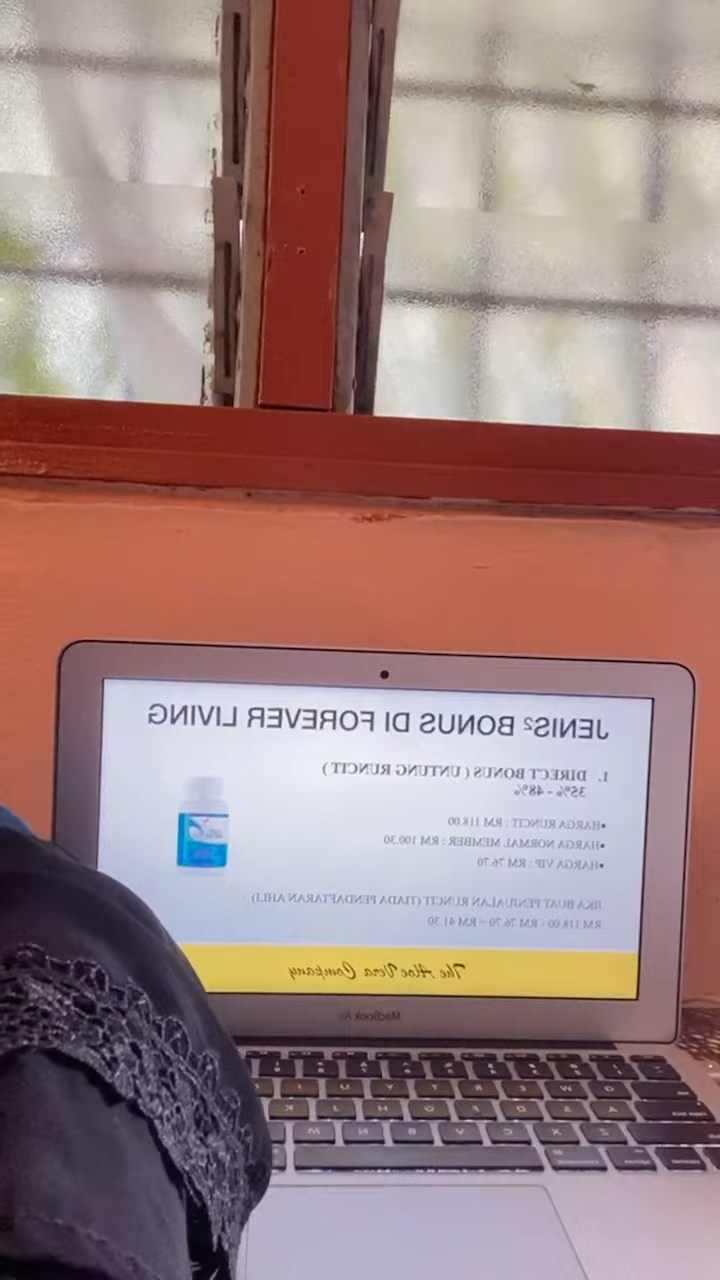 JENIS² BONUS DI FOREVER LIVING
1. DIRECT BONUS ( UNTUNG RUNCIT )
35% - 48%
•HARGA RUNCIT : RM 118.00
•HARGA NORMAL MEMBER : RM 100.30
•HARGA VIP : RM 76.70
JIKA BUAT PENJUALAN RUNCIT (TIADA PENDAFTARAN AHLI)
RM 118.00 - RM 76.70 = RM 41.30
The Aloe Vera Company
MacBook Air
Q W E R T Y U I
A S D F G H J K
Z X C V B N M